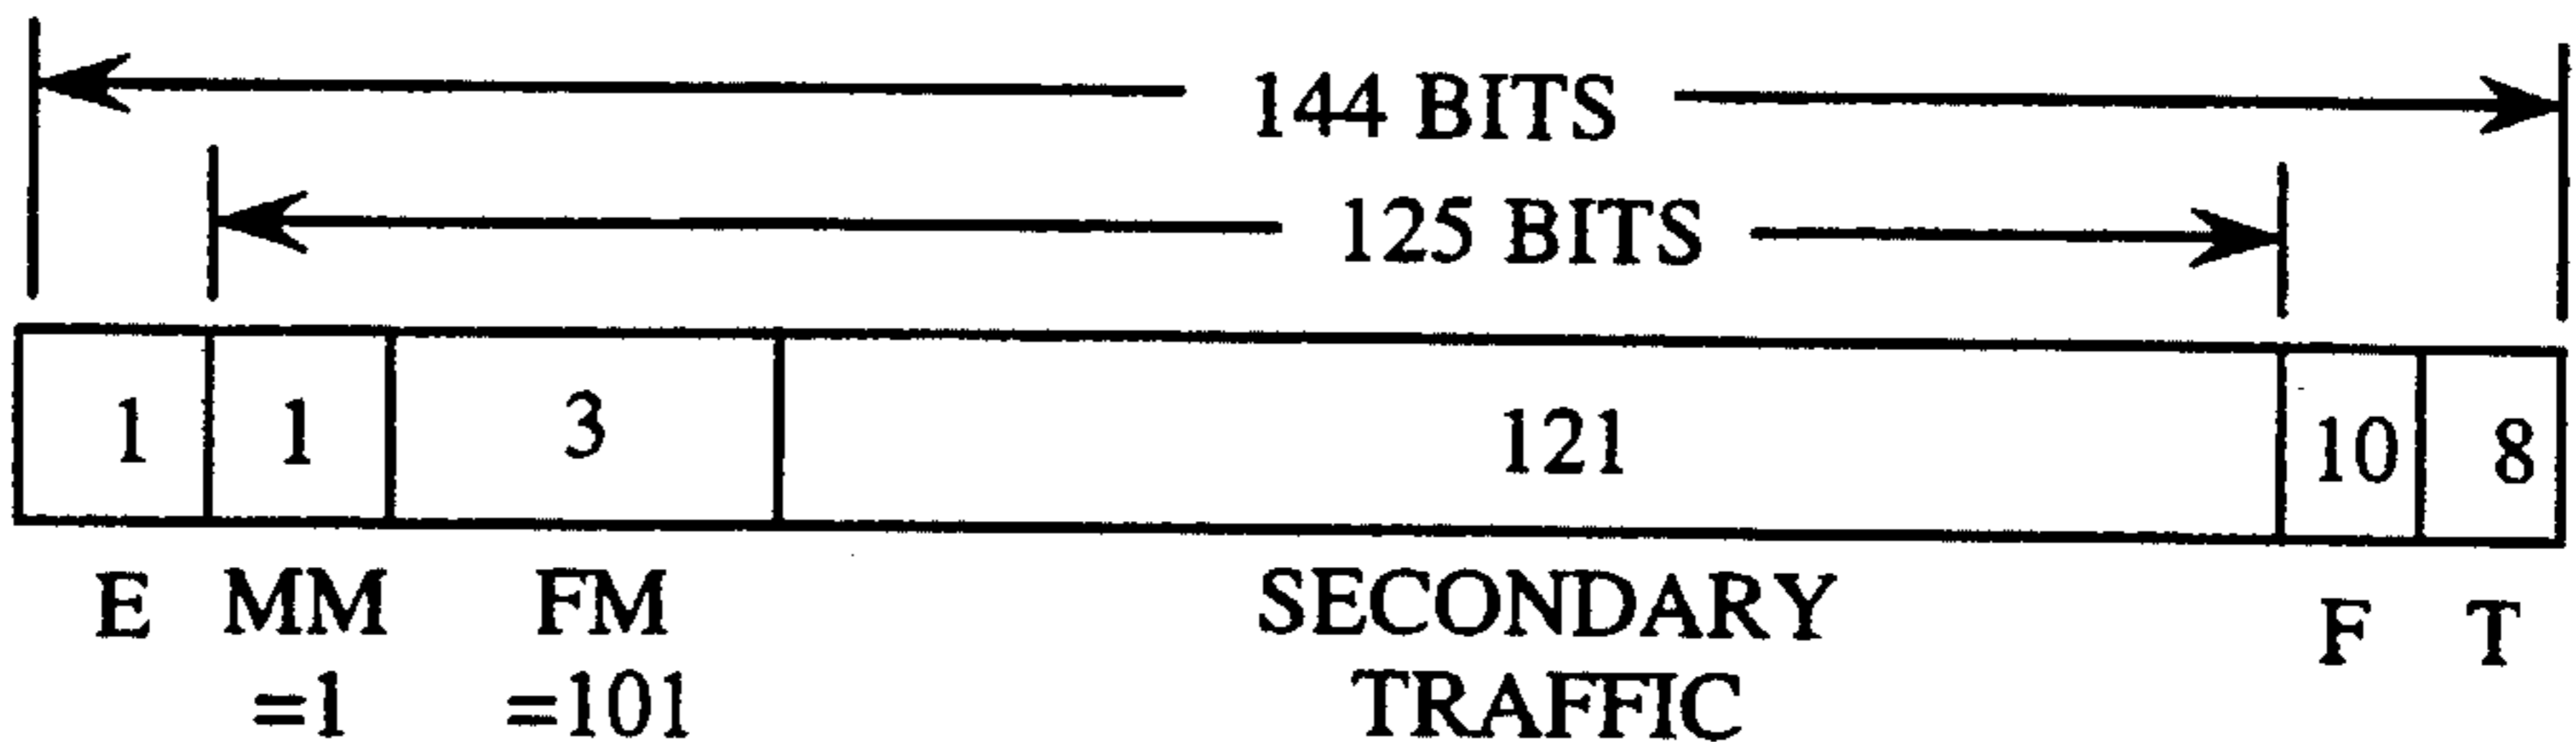 144 BITS
125 BITS
1 1 3 121 10 8
E MM FM SECONDARY F T
=1 =101 TRAFFIC